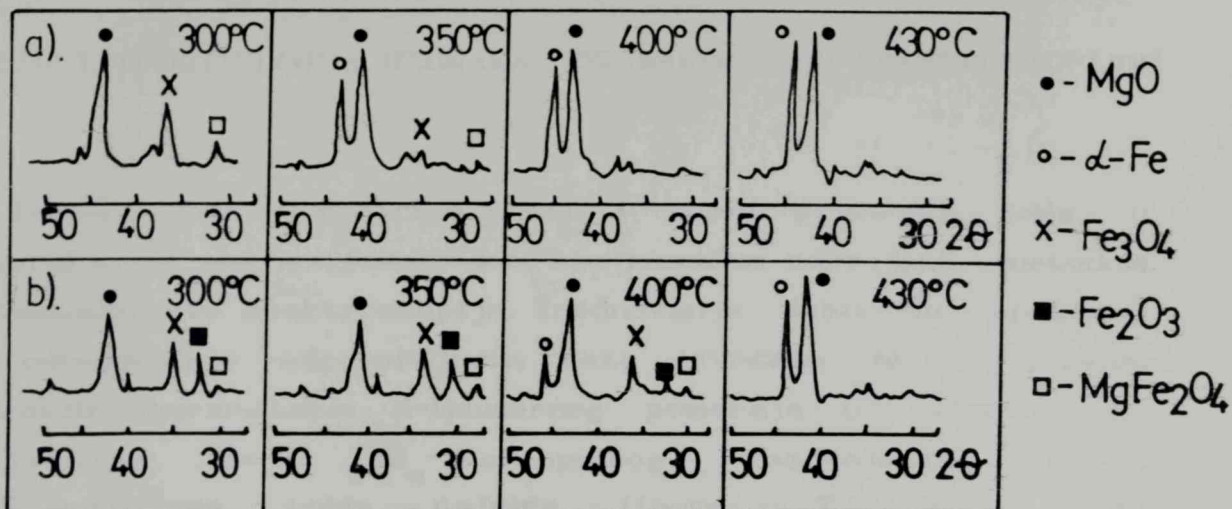 a). 300°C 350°C 400°C 430°C
50 40 30 50 40 30 50 40 30 50 40 30 2θ
b). 300°C 350°C 400°C 430°C
50 40 30 50 40 30 50 40 30 50 40 30 2θ
● - MgO
○ - α-Fe
X - Fe₃O₄
■ - Fe₂O₃
□ - MgFe₂O₄